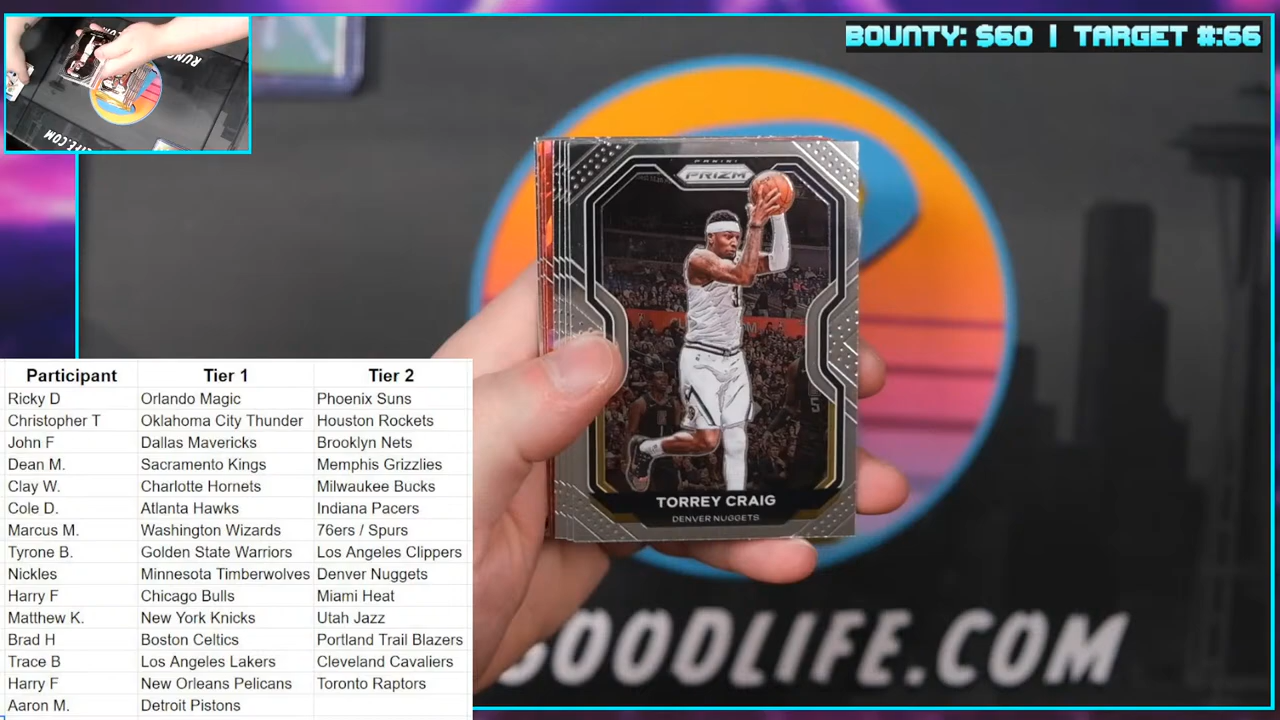 BOUNTY: $60 | TARGET #:66
LIFE.COM
PANINI
PRIZM
TORREY CRAIG
DENVER NUGGETS
OODLIFE.COM
Participant Tier 1 Tier 2
Ricky D Orlando Magic Phoenix Suns
Christopher T Oklahoma City Thunder Houston Rockets
John F Dallas Mavericks Brooklyn Nets
Dean M. Sacramento Kings Memphis Grizzlies
Clay W. Charlotte Hornets Milwaukee Bucks
Cole D. Atlanta Hawks Indiana Pacers
Marcus M. Washington Wizards 76ers / Spurs
Tyrone B. Golden State Warriors Los Angeles Clippers
Nickles Minnesota Timberwolves Denver Nuggets
Harry F Chicago Bulls Miami Heat
Matthew K. New York Knicks Utah Jazz
Brad H Boston Celtics Portland Trail Blazers
Trace B Los Angeles Lakers Cleveland Cavaliers
Harry F New Orleans Pelicans Toronto Raptors
Aaron M. Detroit Pistons